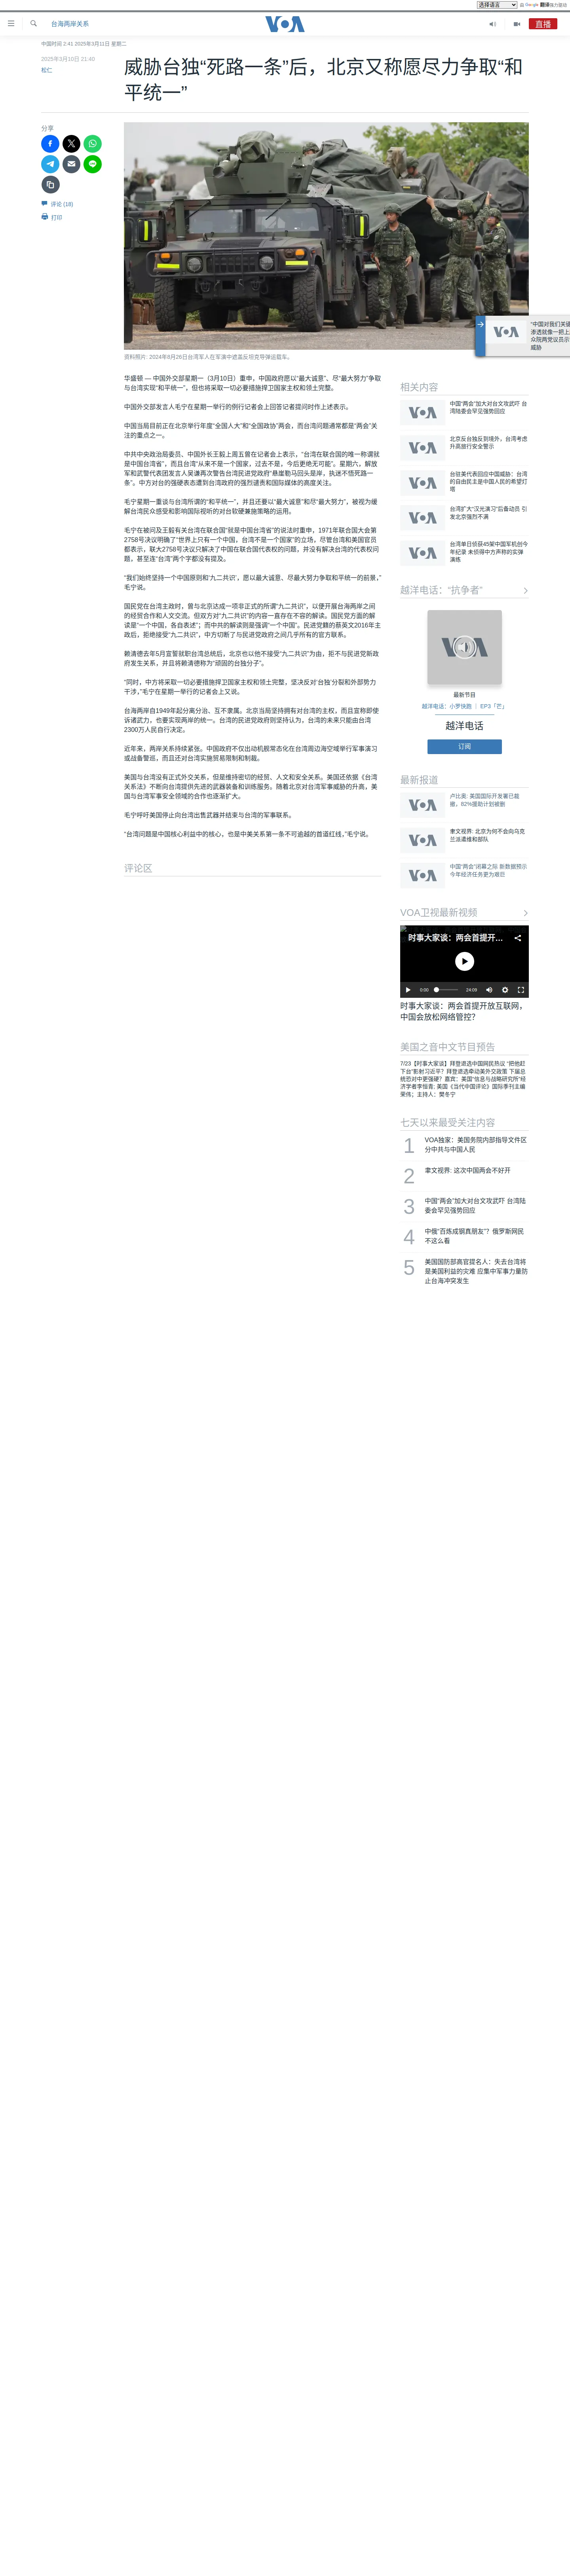 选择语言
由 Google 翻译强力驱动
台海两岸关系
VOA
直播
中国时间 2:41 2025年3月11日 星期二
2025年3月10日 21:40
松仁
威胁台独“死路一条”后，北京又称愿尽力争取“和
平统一”
分享
评论 (18)
打印
资料照片: 2024年8月26日台湾军人在军演中遮盖反坦克导弹运载车。
“中国对我们关键
渗透就像一把上
众院两党议员示
威胁
华盛顿 — 中国外交部星期一（3月10日）重申，中国政府愿以“最大诚意”、尽“最大努力”争取
与台湾实现“和平统一”，但也将采取一切必要措施捍卫国家主权和领土完整。
中国外交部发言人毛宁在星期一举行的例行记者会上回答记者提问时作上述表示。
中国当局目前正在北京举行年度“全国人大”和“全国政协”两会，而台湾问题通常都是“两会”关
注的重点之一。
中共中央政治局委员、中国外长王毅上周五曾在记者会上表示，“台湾在联合国的唯一称谓就
是中国台湾省”，而且台湾“从来不是一个国家，过去不是，今后更绝无可能”。星期六，解放
军和武警代表团发言人吴谦再次警告台湾民进党政府“悬崖勒马回头是岸，执迷不悟死路一
条”。中方对台的强硬表态遭到台湾政府的强烈谴责和国际媒体的高度关注。
毛宁星期一重谈与台湾所谓的“和平统一”，并且还要以“最大诚意”和尽“最大努力”，被视为缓
解台湾民众感受和影响国际视听的对台软硬兼施策略的运用。
毛宁在被问及王毅有关台湾在联合国“就是中国台湾省”的说法时重申，1971年联合国大会第
2758号决议明确了“世界上只有一个中国，台湾不是一个国家”的立场，尽管台湾和美国官员
都表示，联大2758号决议只解决了中国在联合国代表权的问题，并没有解决台湾的代表权问
题，甚至连“台湾”两个字都没有提及。
“我们始终坚持一个中国原则和‘九二共识’，愿以最大诚意、尽最大努力争取和平统一的前景，”
毛宁说。
国民党在台湾主政时，曾与北京达成一项非正式的所谓“九二共识”，以便开展台海两岸之间
的经贸合作和人文交流。但双方对“九二共识”的内容一直存在不容的解读。国民党方面的解
读是“一个中国，各自表述”；而中共的解读则是强调“一个中国”。民进党籍的蔡英文2016年主
政后，拒绝接受“九二共识”，中方切断了与民进党政府之间几乎所有的官方联系。
赖清德去年5月宣誓就职台湾总统后，北京也以他不接受“九二共识”为由，拒不与民进党新政
府发生关系，并且将赖清德称为“顽固的台独分子”。
“同时，中方将采取一切必要措施捍卫国家主权和领土完整，坚决反对‘台独’分裂和外部势力
干涉，”毛宁在星期一举行的记者会上又说。
台海两岸自1949年起分离分治、互不隶属。北京当局坚持拥有对台湾的主权，而且宣称即使
诉诸武力，也要实现两岸的统一。台湾的民进党政府则坚持认为，台湾的未来只能由台湾
2300万人民自行决定。
近年来，两岸关系持续紧张。中国政府不仅出动机舰常态化在台湾周边海空域举行军事演习
或战备警巡，而且还对台湾实施贸易限制和制裁。
美国与台湾没有正式外交关系，但是维持密切的经贸、人文和安全关系。美国还依据《台湾
关系法》不断向台湾提供先进的武器装备和训练服务。随着北京对台湾军事威胁的升高，美
国与台湾军事安全领域的合作也逐渐扩大。
毛宁呼吁美国停止向台湾出售武器并结束与台湾的军事联系。
“台湾问题是中国核心利益中的核心，也是中美关系第一条不可逾越的首道红线，”毛宁说。
评论区
相关内容
VOA
中国“两会”加大对台文攻武吓 台
湾陆委会罕见强势回应
VOA
北京反台独反到境外，台湾考虑
升高旅行安全警示
VOA
台驻美代表回应中国威胁：台湾
的自由民主是中国人民的希望灯
塔
VOA
台湾扩大“汉光演习”后备动员 引
发北京强烈不满
VOA
台湾单日侦获45架中国军机创今
年纪录 未侦得中方声称的实弹
演练
越洋电话：“抗争者”
VOA
最新节目
越洋电话：小罗快跑 ｜ EP3「芒」
越洋电话
订阅
最新报道
VOA
卢比奥: 美国国际开发署已裁
撤，82%援助计划被删
VOA
聿文视界: 北京为何不会向乌克
兰派遣维和部队
VOA
中国“两会”闭幕之际 新数据预示
今年经济任务更为艰巨
VOA卫视最新视频
时事大家谈：两会首提开...
0:00
24:09
时事大家谈：两会首提开放互联网，
中国会放松网络管控？
美国之音中文节目预告
7/23【时事大家谈】拜登退选中国网民热议 “把他赶
下台”影射习近平？拜登退选牵动美外交政策 下届总
统恐对中更强硬？ 嘉宾：美国“信息与战略研究所”经
济学者李恒青; 美国《当代中国评论》国际季刊主编
荣伟；主持人：樊冬宁
七天以来最受关注内容
1
VOA独家：美国务院内部指导文件区
分中共与中国人民
2
聿文视界: 这次中国两会不好开
3
中国“两会”加大对台文攻武吓 台湾陆
委会罕见强势回应
4
中俄“百炼成钢真朋友”？俄罗斯网民
不这么看
5
美国国防部高官提名人：失去台湾将
是美国利益的灾难 应集中军事力量防
止台海冲突发生